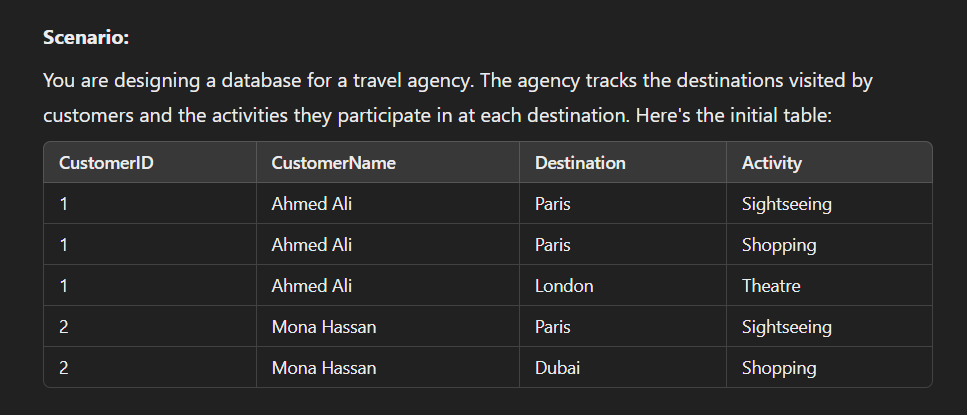 Scenario:
You are designing a database for a travel agency. The agency tracks the destinations visited by
customers and the activities they participate in at each destination. Here's the initial table:
CustomerID CustomerName Destination Activity
1 Ahmed Ali Paris Sightseeing
1 Ahmed Ali Paris Shopping
1 Ahmed Ali London Theatre
2 Mona Hassan Paris Sightseeing
2 Mona Hassan Dubai Shopping